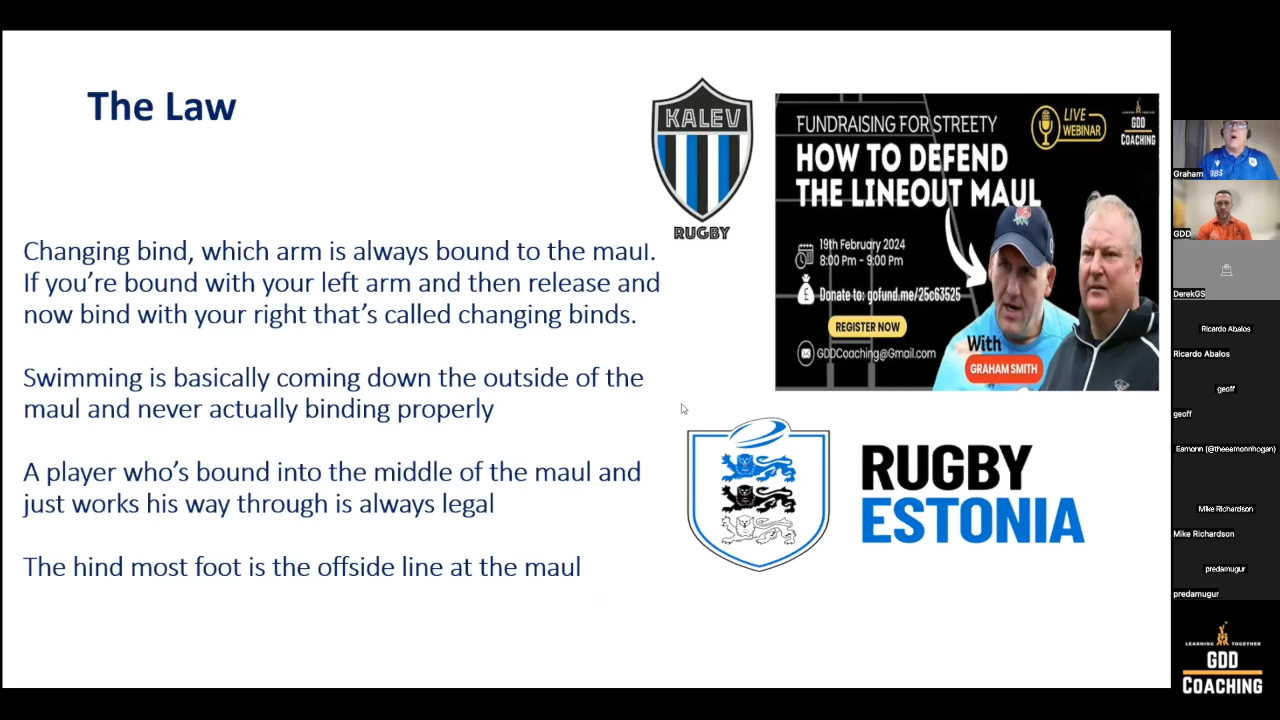 The Law
Changing bind, which arm is always bound to the maul.
If you’re bound with your left arm and then release and
now bind with your right that’s called changing binds.
Swimming is basically coming down the outside of the
maul and never actually binding properly
A player who’s bound into the middle of the maul and
just works his way through is always legal
The hind most foot is the offside line at the maul
KALEV
RUGBY
FUNDRAISING FOR STREETY
HOW TO DEFEND
THE LINEOUT MAUL
LIVE
WEBINAR
GDD
COACHING
19th February 2024
8:00 Pm - 9:00 Pm
Donate to: gofund.me/25c63525
REGISTER NOW
GDDCoaching@Gmail.com
With
GRAHAM SMITH
RUGBY
ESTONIA
Graham
GDD
DerekGS
Ricardo Abalos
Ricardo Abalos
geoff
geoff
Eamonn (@theeamonnhogan)
Mike Richardson
Mike Richardson
predamugur
predamugur
LEARNING TOGETHER
GDD
COACHING